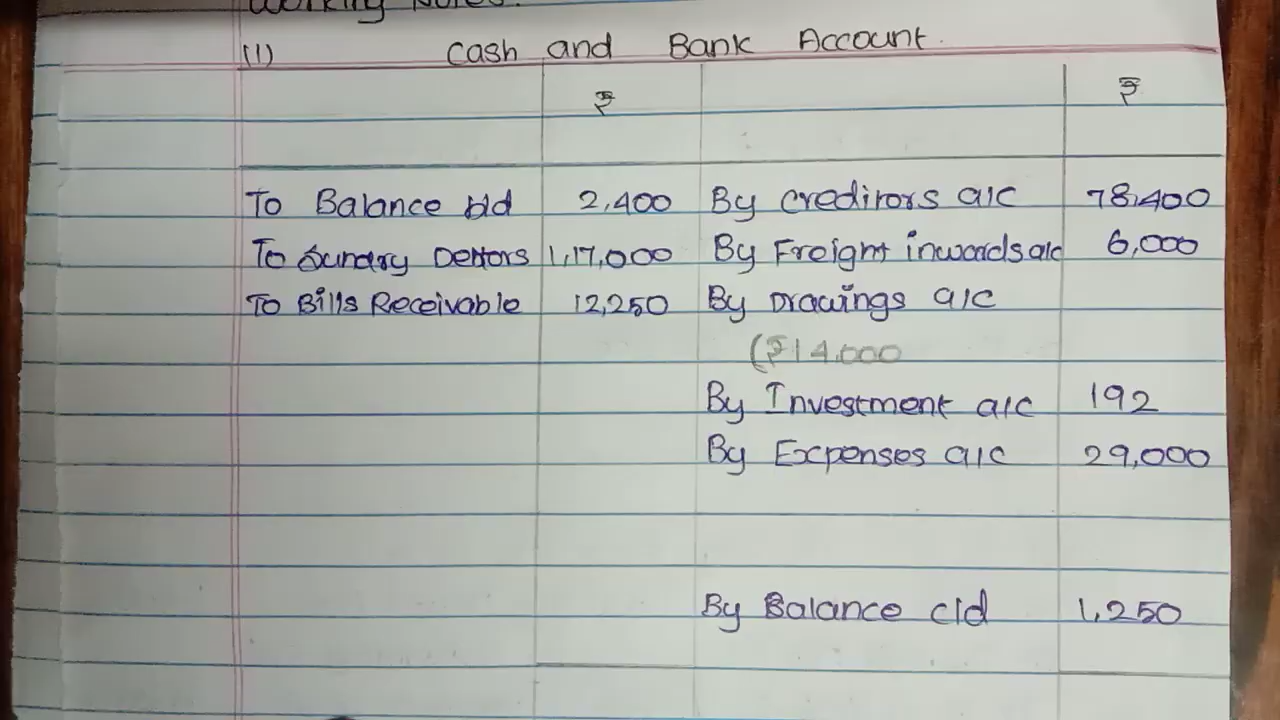 Working Notes:
(1) Cash and Bank Account.
₹ ₹
To Balance b/d 2,400 By Creditors a/c 78,400
To Sundry Debtors 1,17,000 By Freight inwards a/c 6,000
To Bills Receivable 12,250 By Drawings a/c
(₹14,000
By Investment a/c 192
By Expenses a/c 29,000
By Balance c/d 1,250